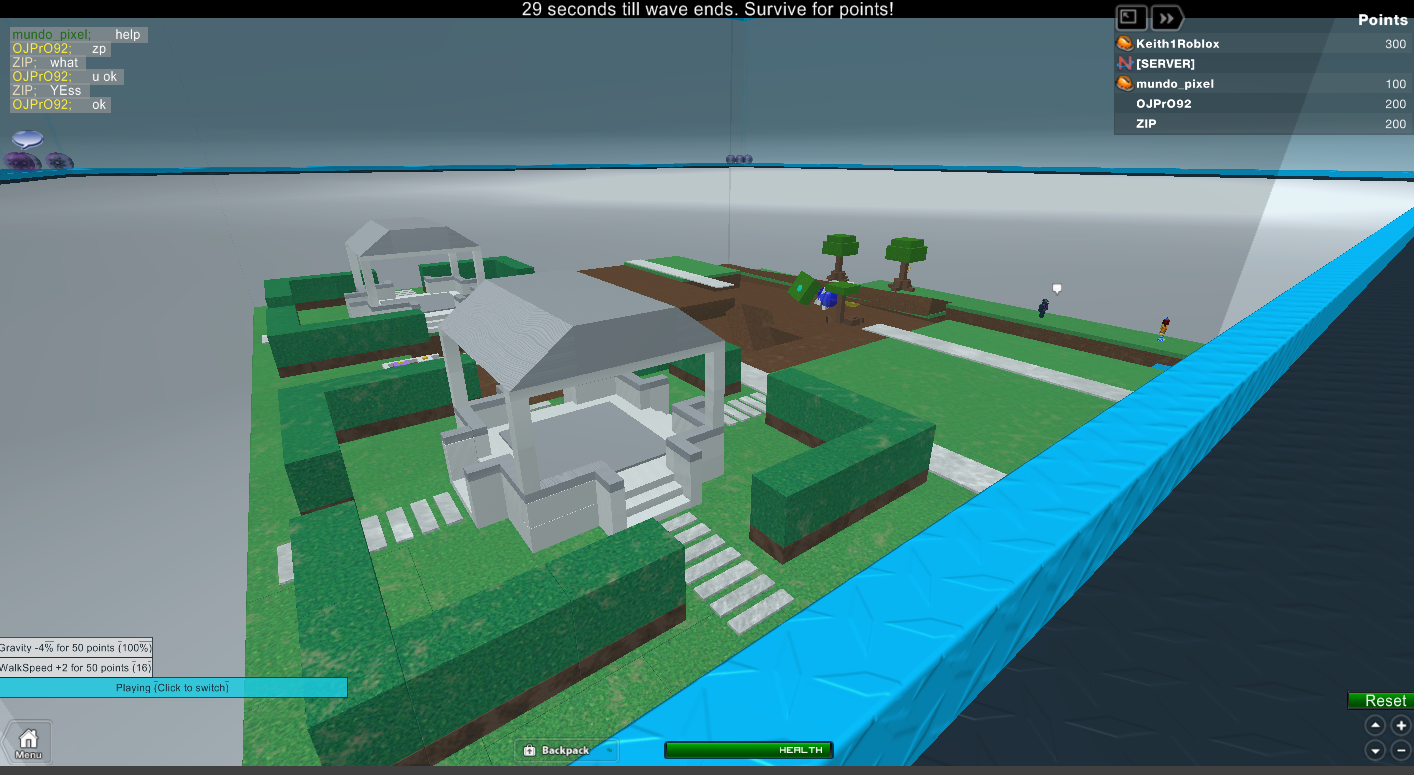 29 seconds till wave ends. Survive for points!
mundo_pixel; help
OJPrO92; zp
ZIP; what
OJPrO92; u ok
ZIP; YEss
OJPrO92; ok
Points
Keith1Roblox 300
[SERVER]
mundo_pixel 100
OJPrO92 200
ZIP 200
Gravity -4% for 50 points (100%)
WalkSpeed +2 for 50 points (16)
Playing (Click to switch)
Menu
Backpack
HEALTH
Reset